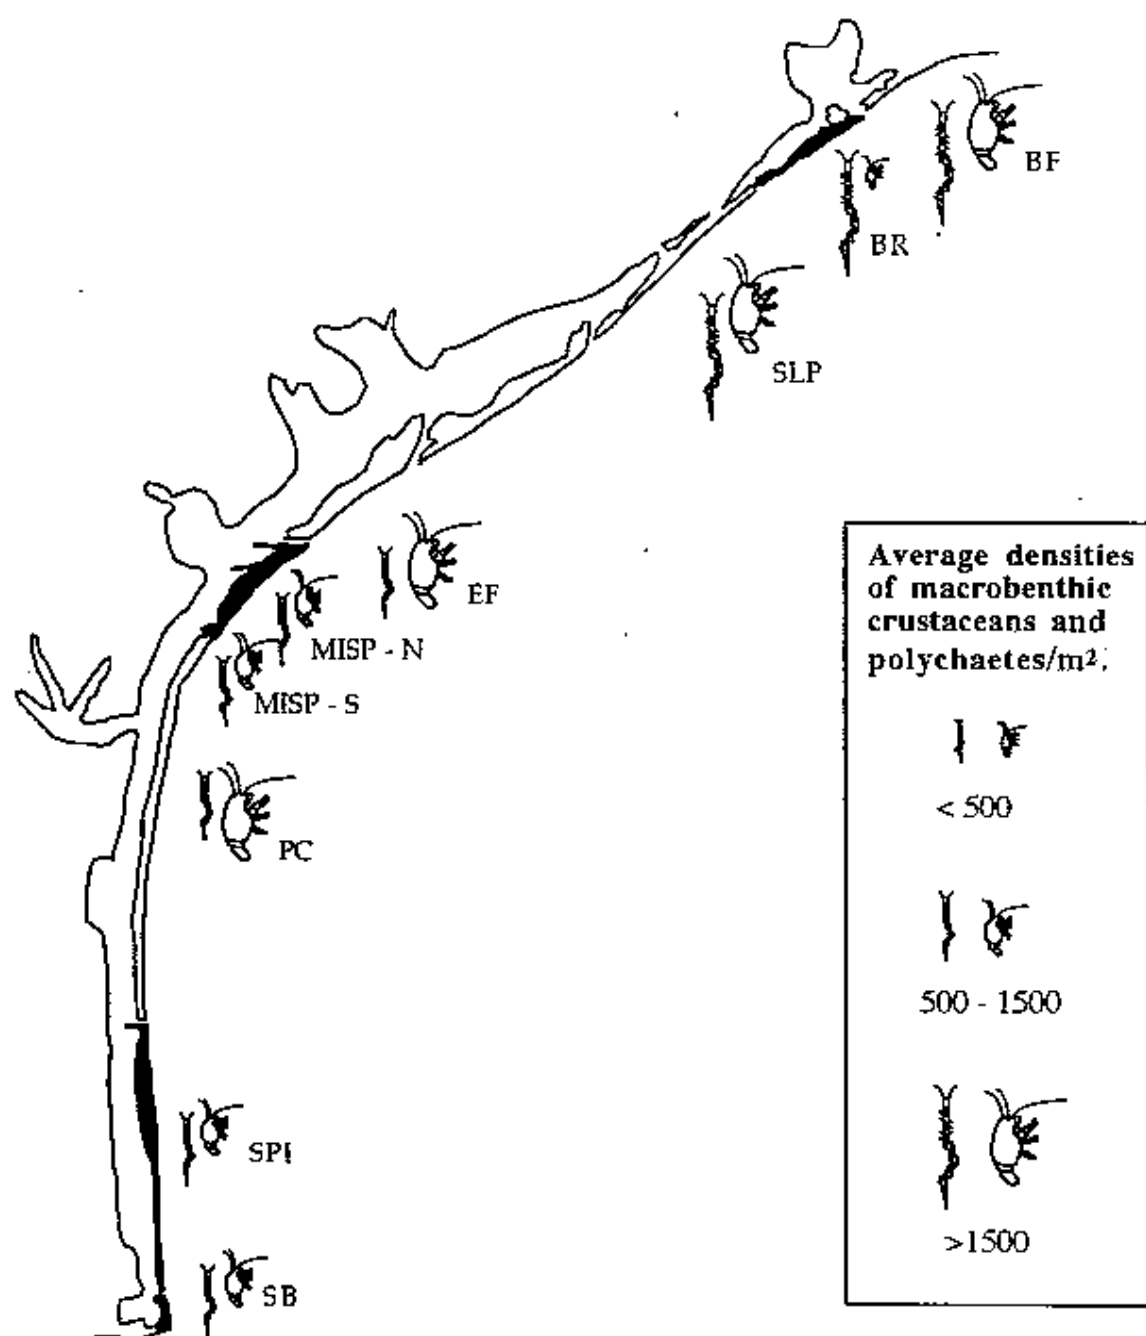 BF
BR
SLP
EF
MISP - N
MISP - S
PC
SPI
SB
Average densities
of macrobenthic
crustaceans and
polychaetes/m².
< 500
500 - 1500
>1500